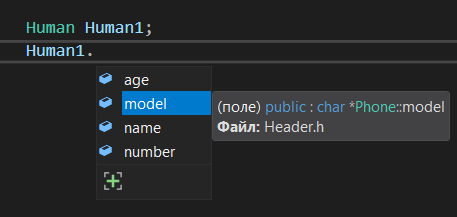 Human Human1;
Human1.
age
model
(поле) public : char *Phone::model
name
Файл: Header.h
number